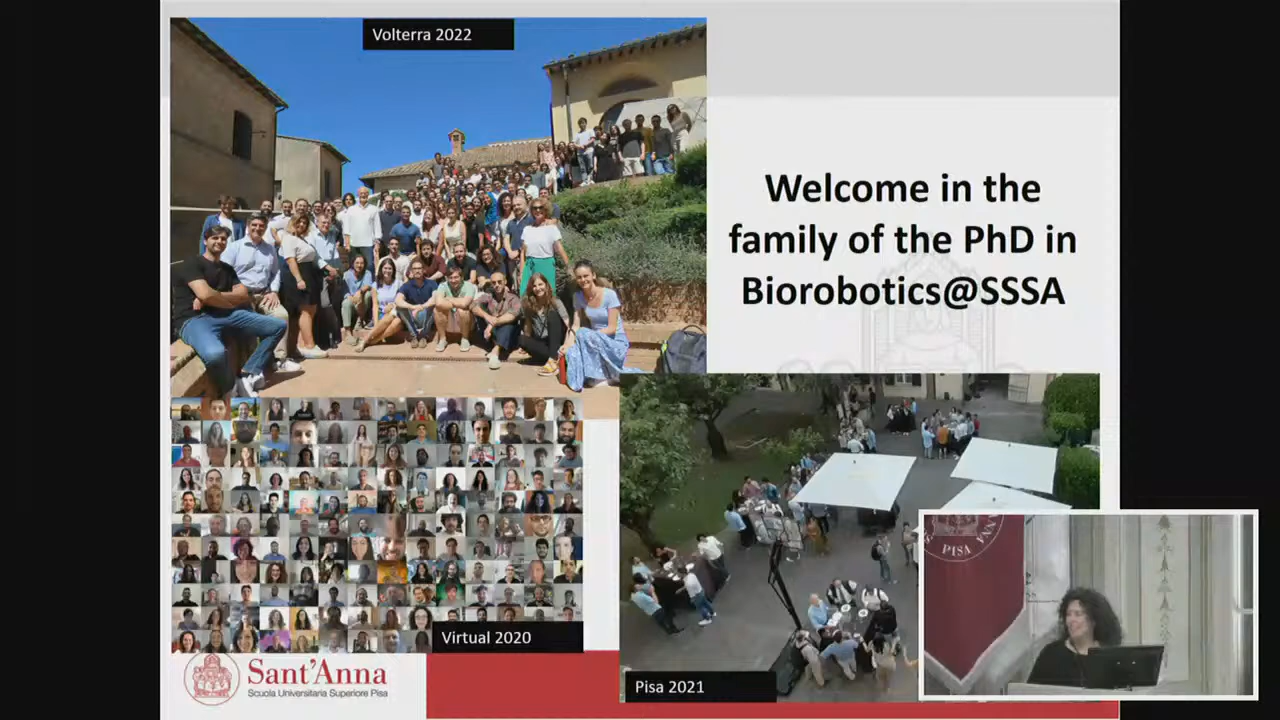 Volterra 2022
Welcome in the
family of the PhD in
Biorobotics@SSSA
Virtual 2020
Pisa 2021
Sant'Anna
Scuola Universitaria Superiore Pisa
PISA